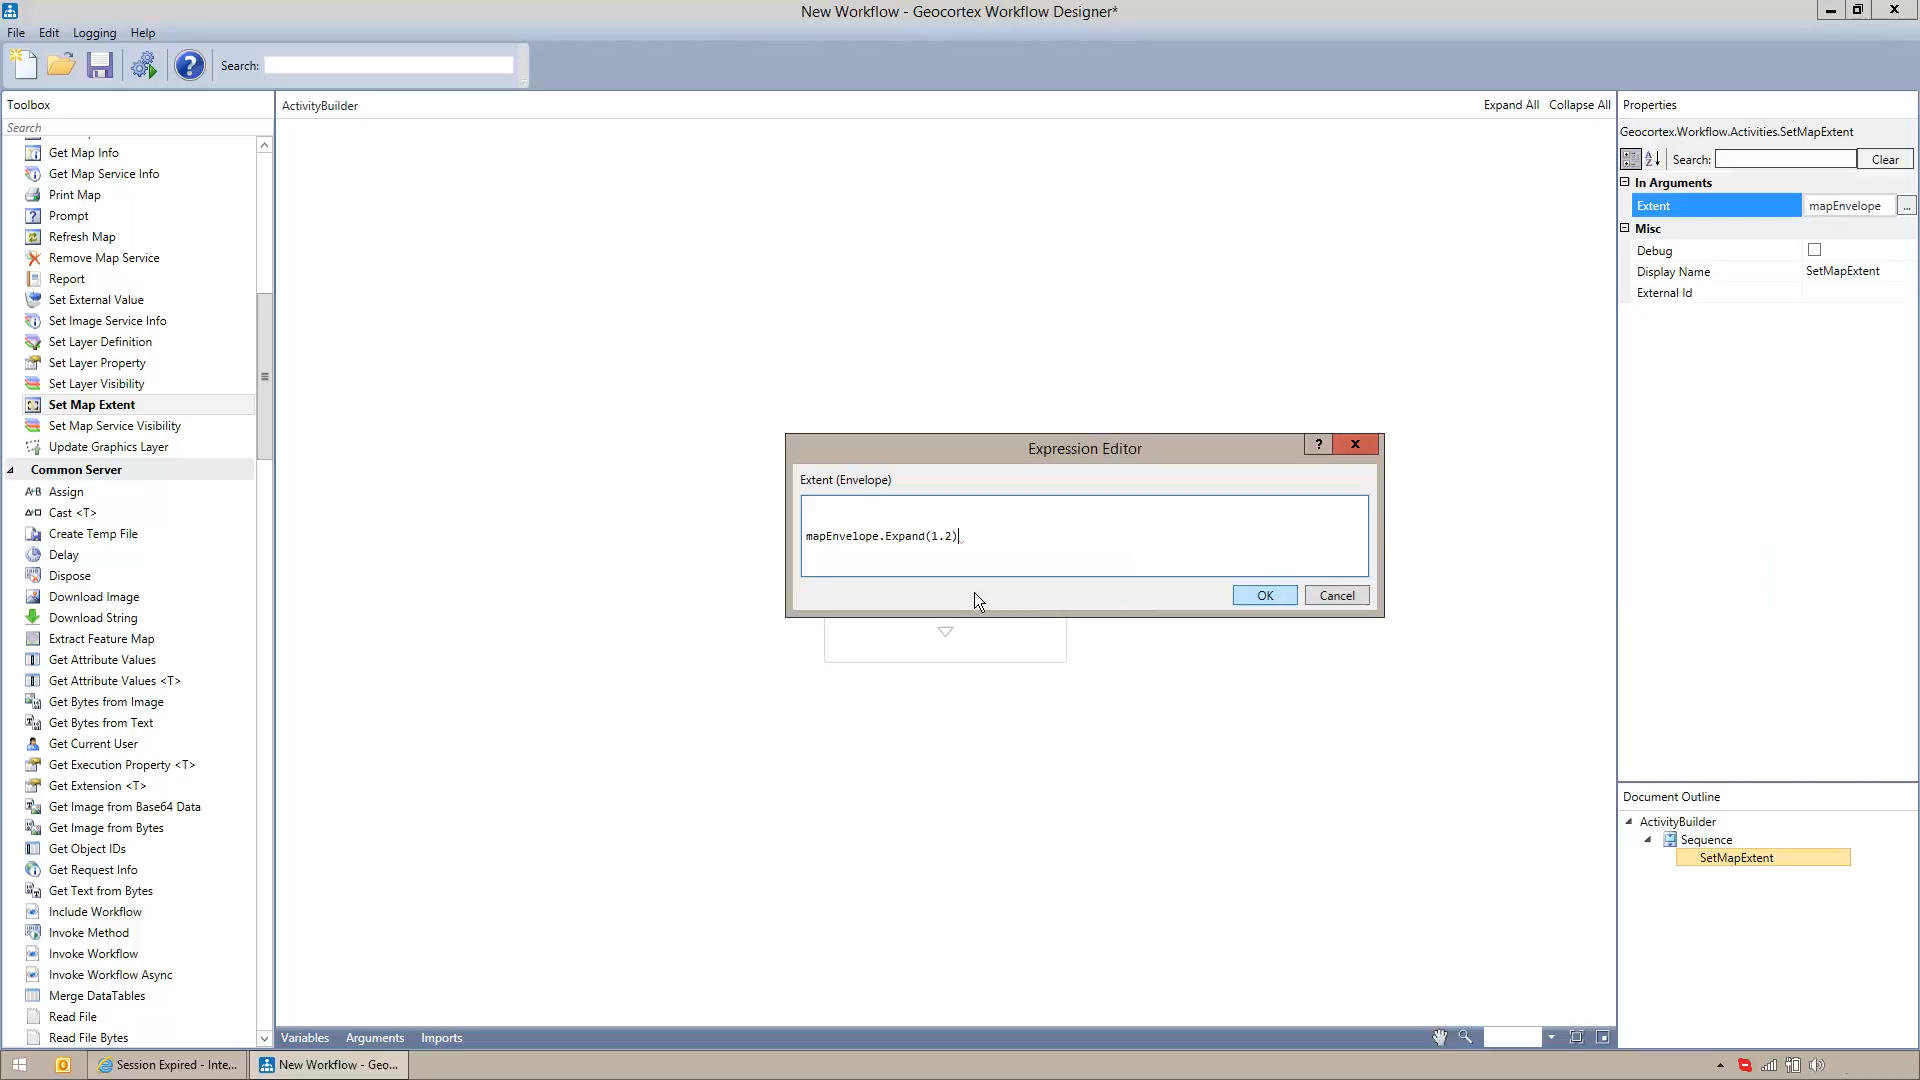 New Workflow - Geocortex Workflow Designer*
File Edit Logging Help
Search:
Toolbox
Search
Get Map Info
Get Map Service Info
Print Map
Prompt
Refresh Map
Remove Map Service
Report
Set External Value
Set Image Service Info
Set Layer Definition
Set Layer Property
Set Layer Visibility
Set Map Extent
Set Map Service Visibility
Update Graphics Layer
Common Server
A+B Assign
Cast <T>
Create Temp File
Delay
Dispose
Download Image
Download String
Extract Feature Map
Get Attribute Values
Get Attribute Values <T>
Get Bytes from Image
Get Bytes from Text
Get Current User
Get Execution Property <T>
Get Extension <T>
Get Image from Base64 Data
Get Image from Bytes
Get Object IDs
Get Request Info
Get Text from Bytes
Include Workflow
Invoke Method
Invoke Workflow
Invoke Workflow Async
Merge DataTables
Read File
Read File Bytes
ActivityBuilder
Expand All Collapse All
Expression Editor
Extent (Envelope)
mapEnvelope.Expand(1.2)
OK Cancel
Variables Arguments Imports
Properties
Geocortex.Workflow.Activities.SetMapExtent
Search: Clear
In Arguments
Extent mapEnvelope ...
Misc
Debug
Display Name SetMapExtent
External Id
Document Outline
ActivityBuilder
Sequence
SetMapExtent
Session Expired - Inte...
New Workflow - Geo...